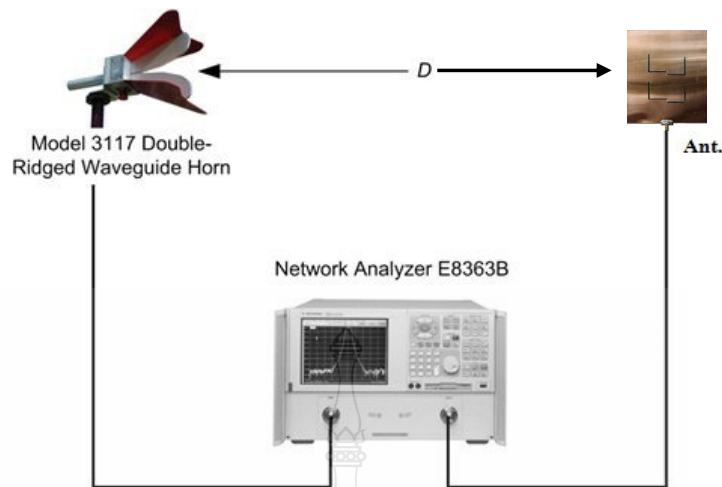 D
Model 3117 Double-
Ridged Waveguide Horn
Ant.
Network Analyzer E8363B